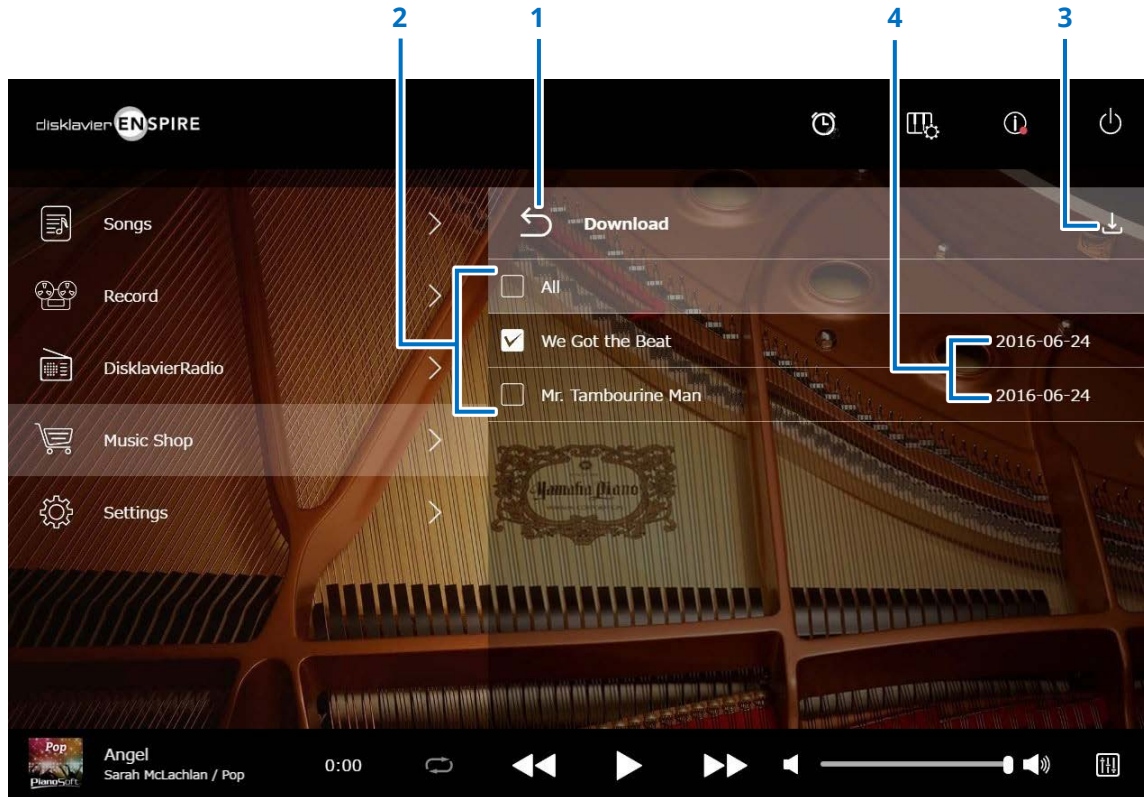 2 1 4 3
disklavier ENSPIRE
Songs
Record
DisklavierRadio
Music Shop
Settings
Download
All
We Got the Beat 2016-06-24
Mr. Tambourine Man 2016-06-24
Yamaha Piano
Pop
PianoSoft
Angel
Sarah McLachlan / Pop
0:00